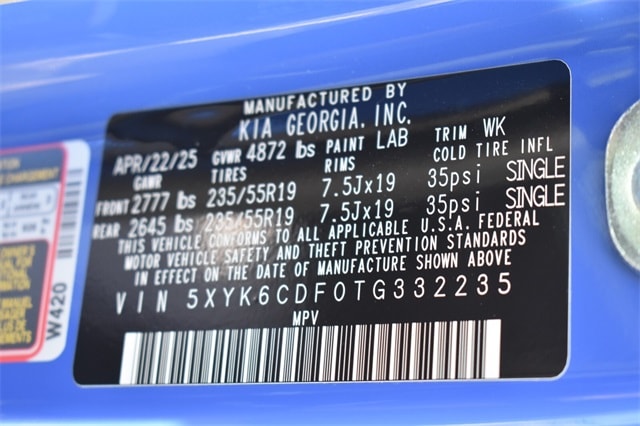 MANUFACTURED BY
KIA GEORGIA. INC.
APR/22/25 GVWR 4872 lbs PAINT LAB TRIM WK
GAWR TIRES RIMS COLD TIRE INFL
FRONT 2777 lbs 235/55R19 7.5Jx19 35psi SINGLE
REAR 2645 lbs 235/55R19 7.5Jx19 35psi SINGLE
THIS VEHICLE CONFORMS TO ALL APPLICABLE U.S.A. FEDERAL
MOTOR VEHICLE SAFETY AND THEFT PREVENTION STANDARDS
IN EFFECT ON THE DATE OF MANUFACTURE SHOWN ABOVE
VIN 5XYK6CDF0TG332235
MPV
W420